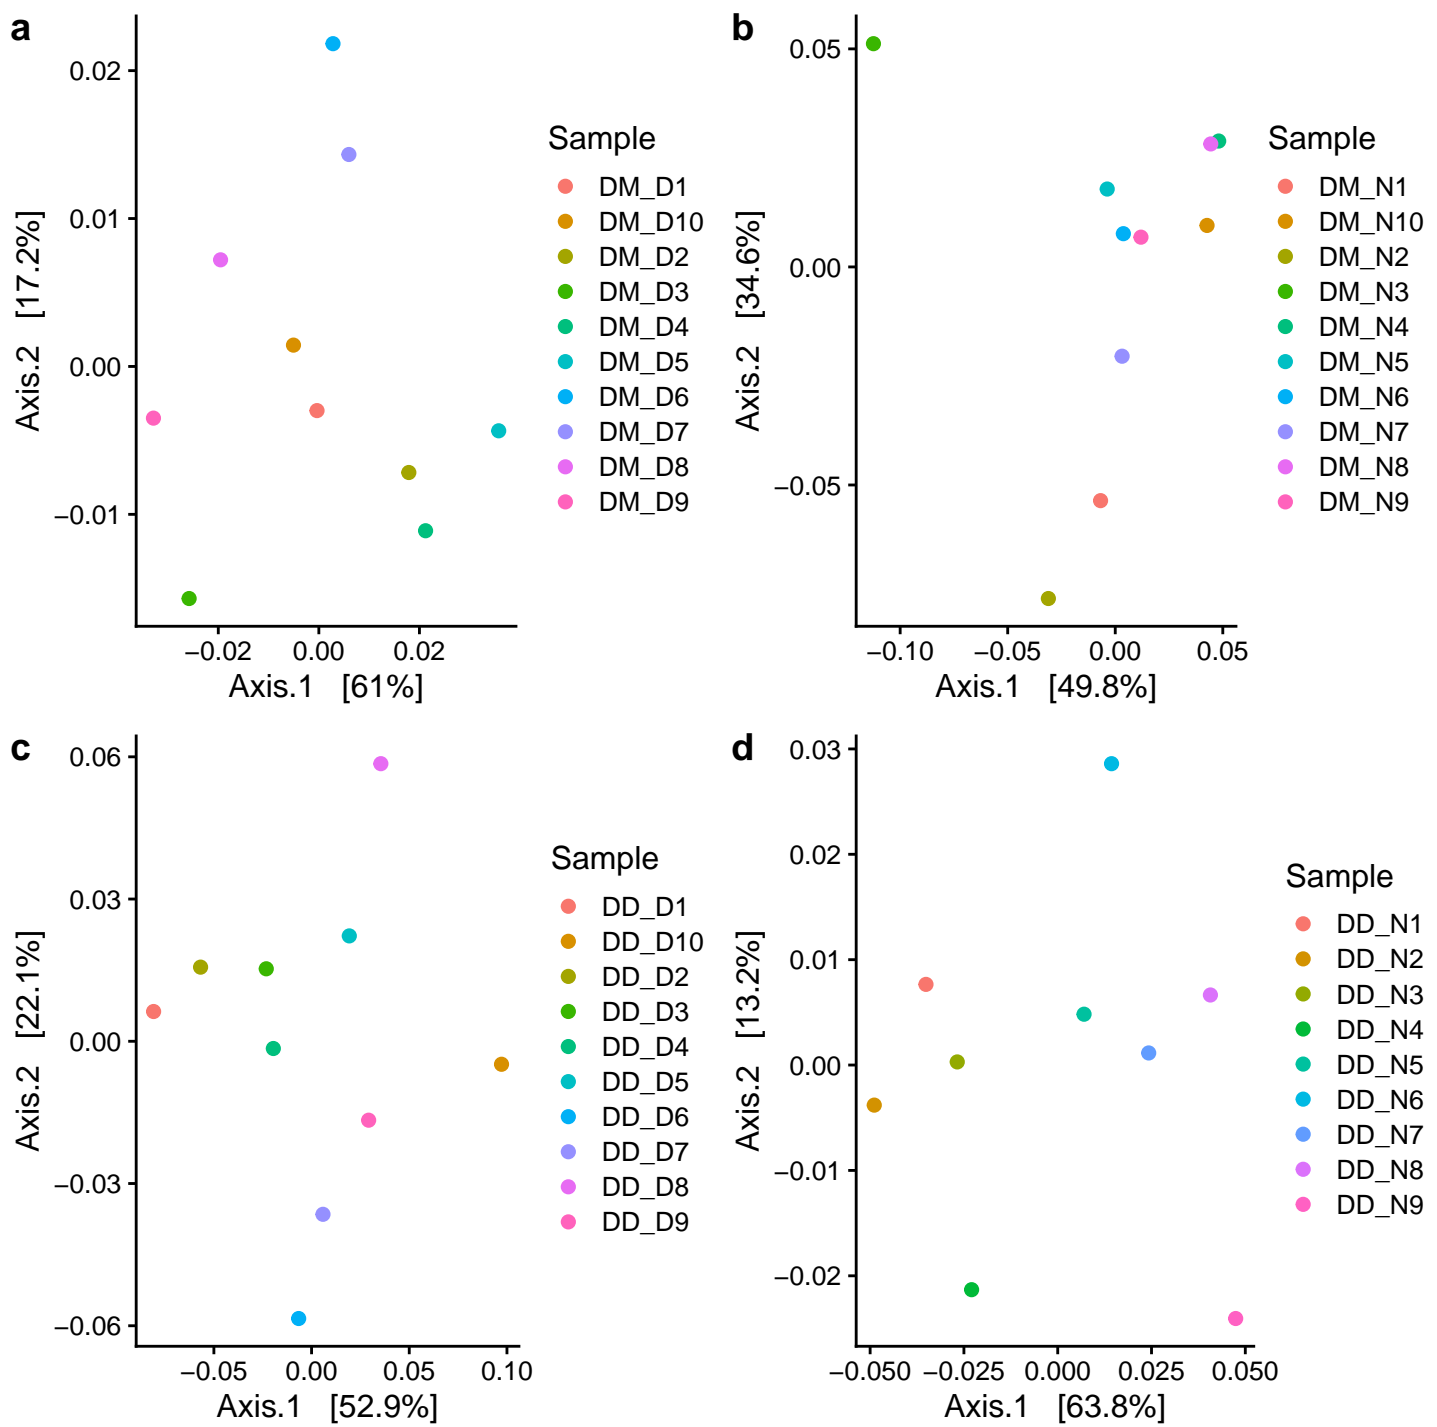 a
0.02
0.01
0.00
−0.01
Axis.2 [17.2%]
−0.02 0.00 0.02
Axis.1 [61%]
Sample
DM_D1
DM_D10
DM_D2
DM_D3
DM_D4
DM_D5
DM_D6
DM_D7
DM_D8
DM_D9
b
0.05
0.00
−0.05
Axis.2 [34.6%]
−0.10 −0.05 0.00 0.05
Axis.1 [49.8%]
Sample
DM_N1
DM_N10
DM_N2
DM_N3
DM_N4
DM_N5
DM_N6
DM_N7
DM_N8
DM_N9
c
0.06
0.03
0.00
−0.03
−0.06
Axis.2 [22.1%]
−0.05 0.00 0.05 0.10
Axis.1 [52.9%]
Sample
DD_D1
DD_D10
DD_D2
DD_D3
DD_D4
DD_D5
DD_D6
DD_D7
DD_D8
DD_D9
d
0.03
0.02
0.01
0.00
−0.01
−0.02
Axis.2 [13.2%]
−0.050 −0.025 0.000 0.025 0.050
Axis.1 [63.8%]
Sample
DD_N1
DD_N2
DD_N3
DD_N4
DD_N5
DD_N6
DD_N7
DD_N8
DD_N9